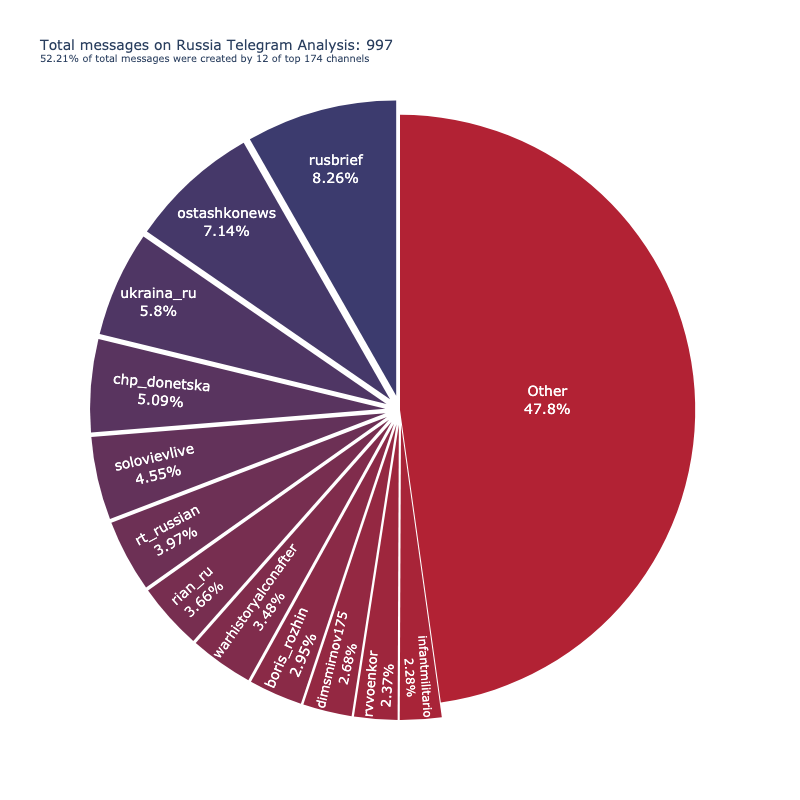 Total messages on Russia Telegram Analysis: 997
52.21% of total messages were created by 12 of top 174 channels
rusbrief
8.26%
ostashkonews
7.14%
ukraina_ru
5.8%
chp_donetska
5.09%
solovievlive
4.55%
rt_russian
3.97%
rian_ru
3.66%
warhistoryalconafter
3.48%
boris_rozhin
2.95%
dimsmirnov175
2.68%
rvvoenkor
2.37%
infantmilitario
2.28%
Other
47.8%